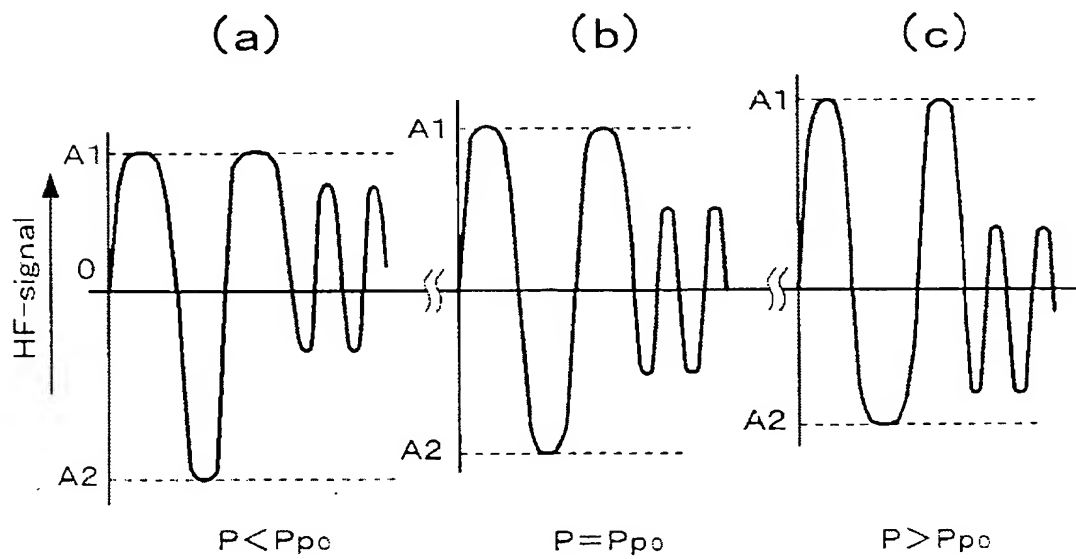 (a)
(b)
(c)
A1
A1
A1
HF-signal
0
A2
A2
A2
P<Ppo
P=Ppo
P>Ppo